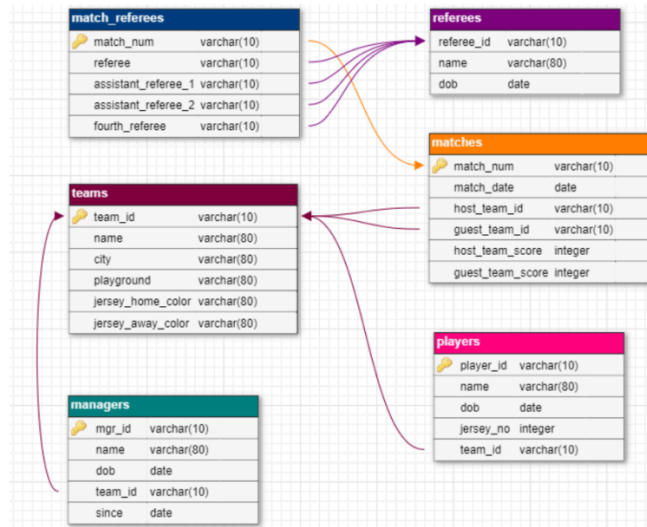 match_referees
match_num varchar(10)
referee varchar(10)
assistant_referee_1 varchar(10)
assistant_referee_2 varchar(10)
fourth_referee varchar(10)
referees
referee_id varchar(10)
name varchar(80)
dob date
matches
match_num varchar(10)
match_date date
host_team_id varchar(10)
guest_team_id varchar(10)
host_team_score integer
guest_team_score integer
teams
team_id varchar(10)
name varchar(80)
city varchar(80)
playground varchar(80)
jersey_home_color varchar(80)
jersey_away_color varchar(80)
players
player_id varchar(10)
name varchar(80)
dob date
jersey_no integer
team_id varchar(10)
managers
mgr_id varchar(10)
name varchar(80)
dob date
team_id varchar(10)
since date